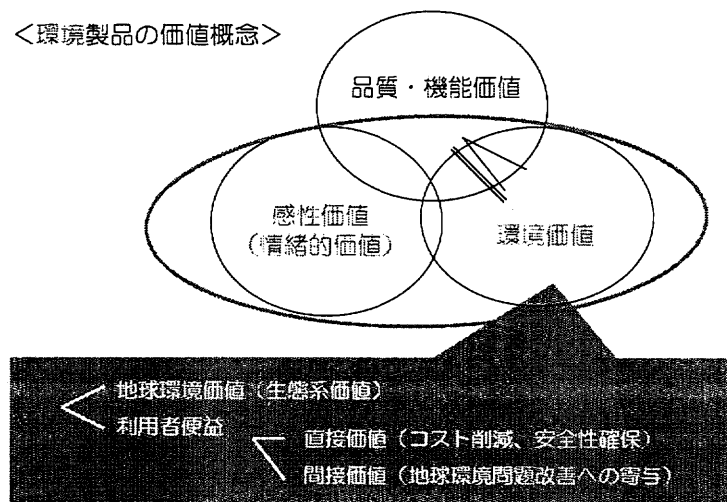 ＜環境製品の価値概念＞
品質・機能価値
感性価値
（情緒的価値）
環境価値
地球環境価値（生態系価値）
利用者便益
直接価値（コスト削減、安全性確保）
間接価値（地球環境問題改善への寄与）